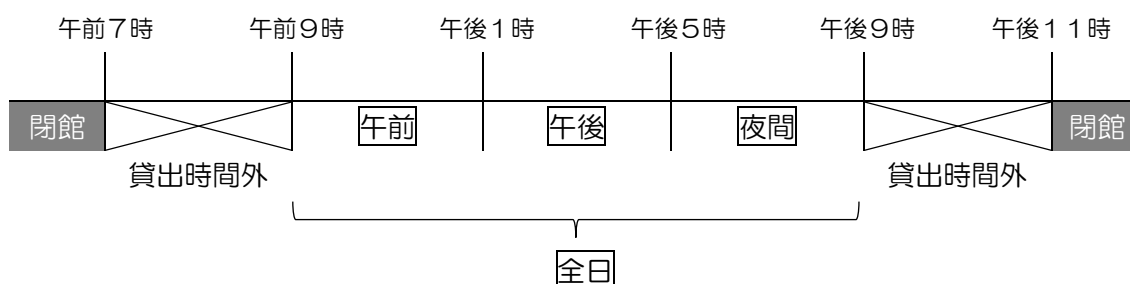 午前７時 午前９時 午後１時 午後５時 午後９時 午後１１時
閉館 午前 午後 夜間 閉館
貸出時間外 貸出時間外
全日